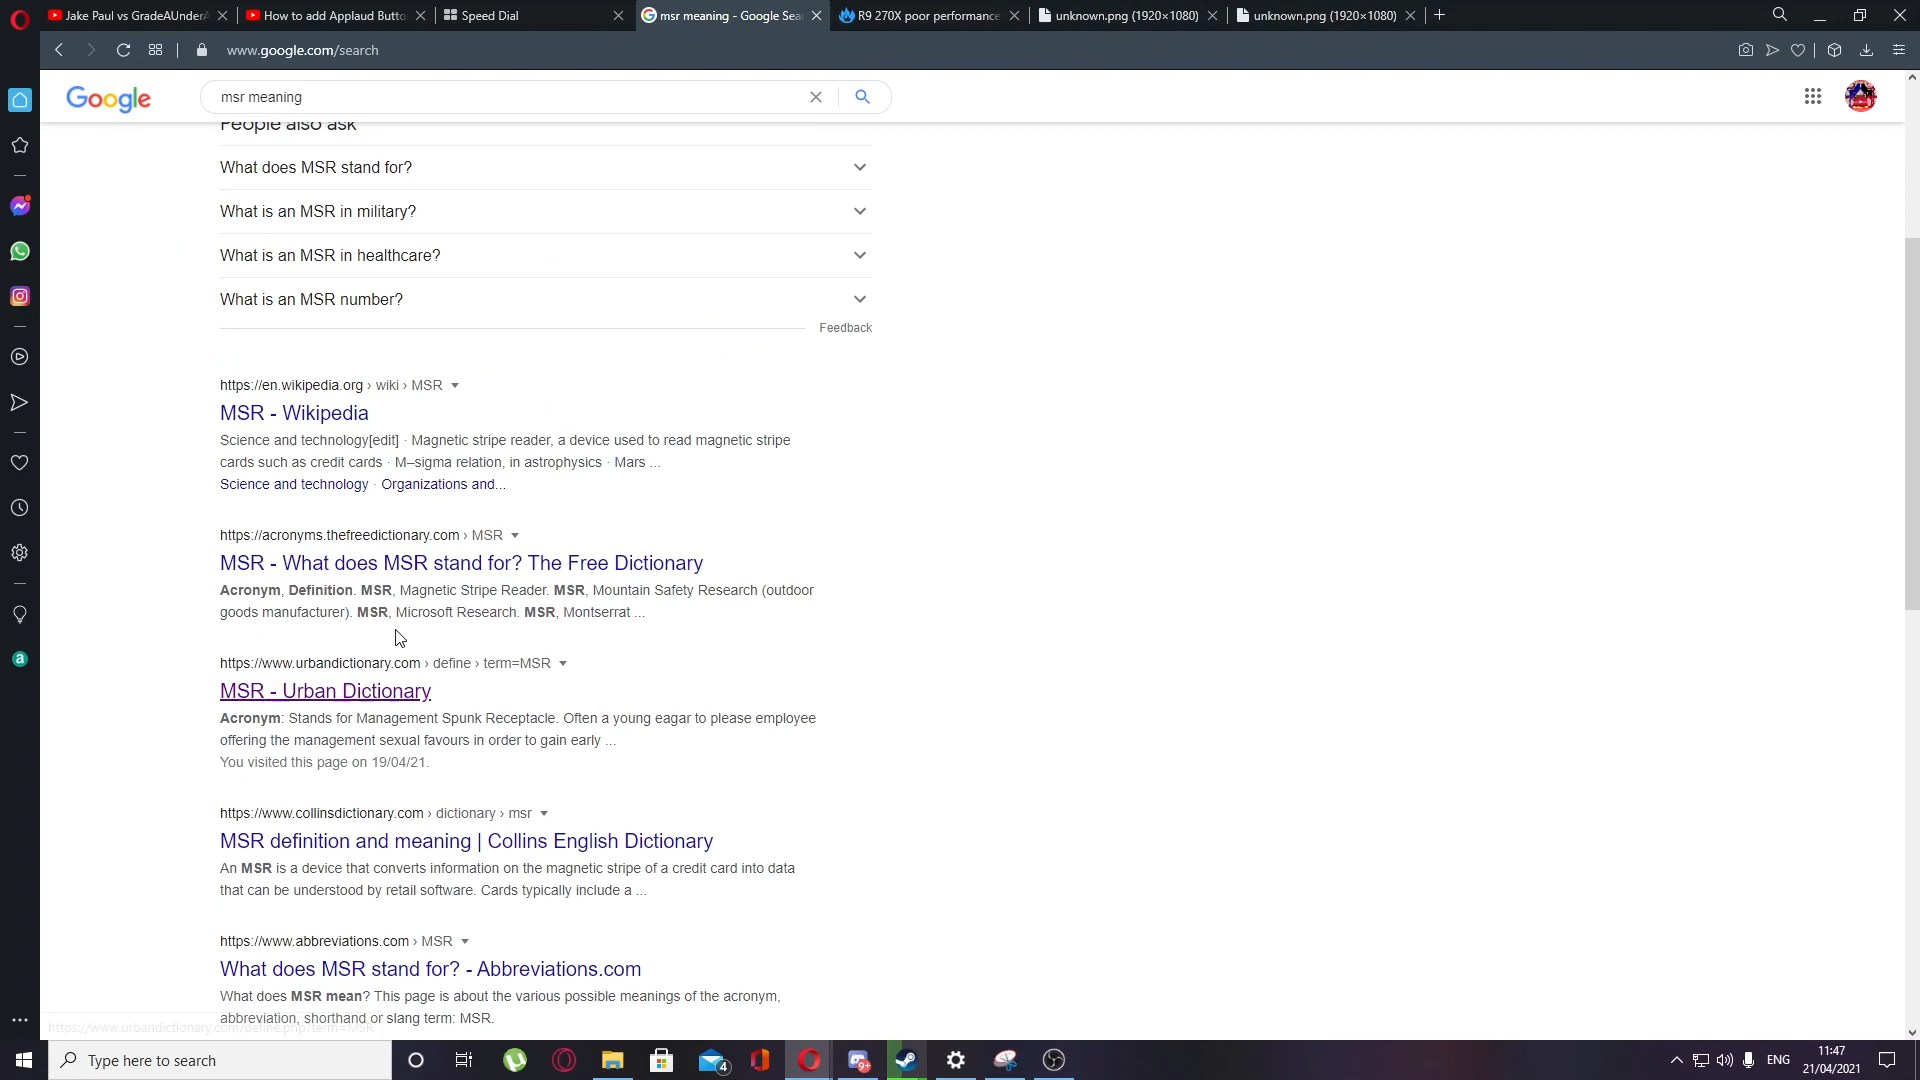 Jake Paul vs GradeAUnderA
How to add Applaud Butto
Speed Dial
msr meaning - Google Sea
R9 270X poor performance
unknown.png (1920×1080)
unknown.png (1920×1080)
www.google.com/search
Google
msr meaning
People also ask
What does MSR stand for?
What is an MSR in military?
What is an MSR in healthcare?
What is an MSR number?
Feedback
https://en.wikipedia.org › wiki › MSR
MSR - Wikipedia
Science and technology[edit] · Magnetic stripe reader, a device used to read magnetic stripe
cards such as credit cards · M–sigma relation, in astrophysics · Mars ...
Science and technology · Organizations and...
https://acronyms.thefreedictionary.com › MSR
MSR - What does MSR stand for? The Free Dictionary
Acronym, Definition. MSR, Magnetic Stripe Reader. MSR, Mountain Safety Research (outdoor
goods manufacturer). MSR, Microsoft Research. MSR, Montserrat ...
https://www.urbandictionary.com › define › term=MSR
MSR - Urban Dictionary
Acronym: Stands for Management Spunk Receptacle. Often a young eagar to please employee
offering the management sexual favours in order to gain early ...
You visited this page on 19/04/21.
https://www.collinsdictionary.com › dictionary › msr
MSR definition and meaning | Collins English Dictionary
An MSR is a device that converts information on the magnetic stripe of a credit card into data
that can be understood by retail software. Cards typically include a ...
https://www.abbreviations.com › MSR
What does MSR stand for? - Abbreviations.com
What does MSR mean? This page is about the various possible meanings of the acronym,
abbreviation, shorthand or slang term: MSR.
https://www.urbandictionary.com/define.php?term=MSR
Type here to search
4
9+
ENG
11:47
21/04/2021